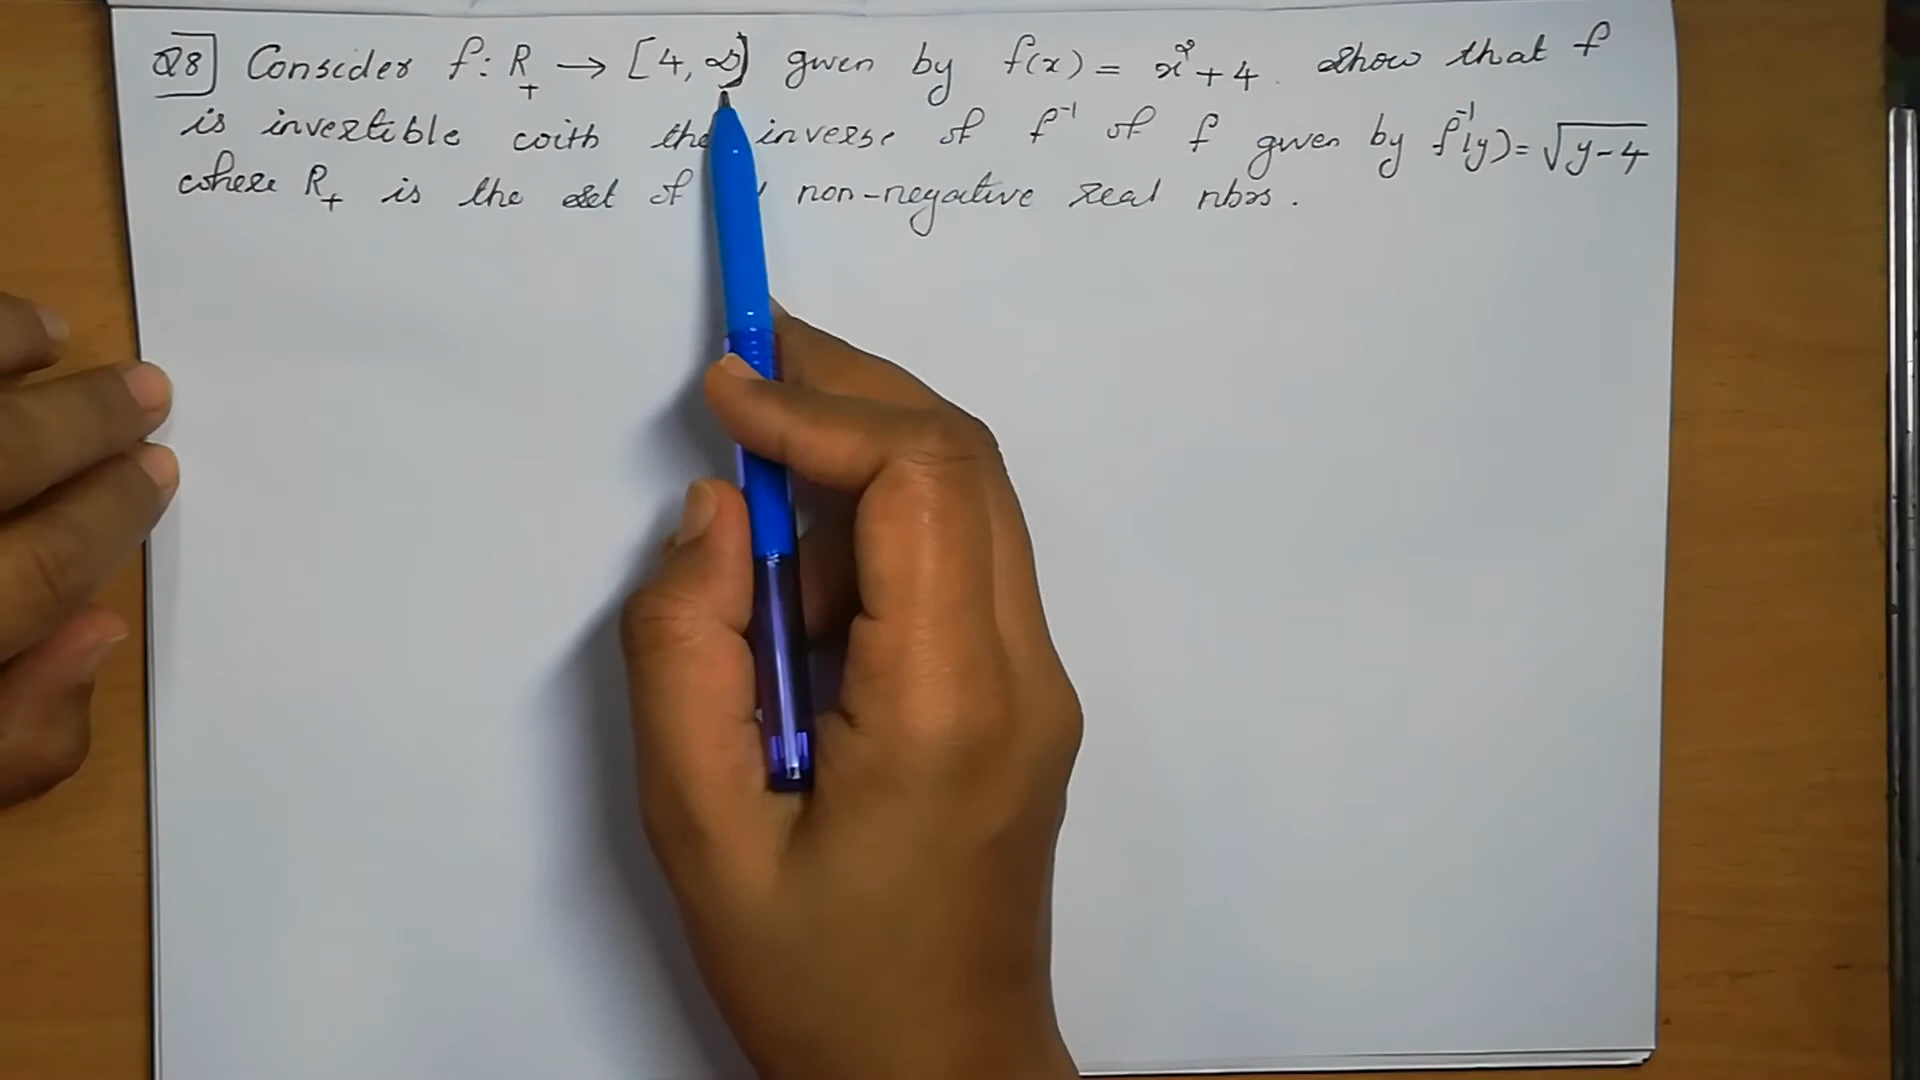 Q8] Consider f: R₊ → [4, ∞) given by f(x) = x² + 4. Show that f
is invertible with the inverse of f⁻¹ of f given by f⁻¹(y) = √(y-4)
where R₊ is the set of non-negative real nbrs.